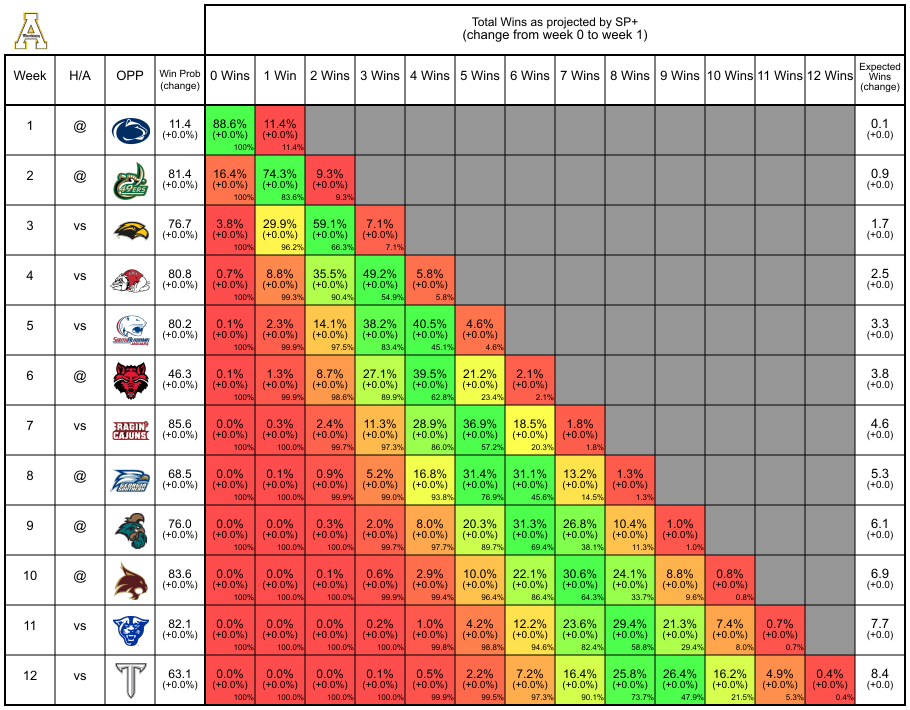 Total Wins as projected by SP+
(change from week 0 to week 1)
Week H/A OPP Win Prob (change) 0 Wins 1 Win 2 Wins 3 Wins 4 Wins 5 Wins 6 Wins 7 Wins 8 Wins 9 Wins 10 Wins 11 Wins 12 Wins Expected Wins (change)
1 @ 11.4 88.6% 11.4% 0.1
(+0.0%) (+0.0%) (+0.0%) (+0.0)
100% 11.4%
2 @ 49ERS 81.4 16.4% 74.3% 9.3% 0.9
(+0.0%) (+0.0%) (+0.0%) (+0.0%) (+0.0)
100% 83.6% 9.3%
3 vs 76.7 3.8% 29.9% 59.1% 7.1% 1.7
(+0.0%) (+0.0%) (+0.0%) (+0.0%) (+0.0%) (+0.0)
100% 96.2% 66.3% 7.1%
4 vs 80.8 0.7% 8.8% 35.5% 49.2% 5.8% 2.5
(+0.0%) (+0.0%) (+0.0%) (+0.0%) (+0.0%) (+0.0%) (+0.0)
100% 99.3% 90.4% 54.9% 5.8%
5 vs 80.2 0.1% 2.3% 14.1% 38.2% 40.5% 4.6% 3.3
(+0.0%) (+0.0%) (+0.0%) (+0.0%) (+0.0%) (+0.0%) (+0.0%) (+0.0)
100% 99.9% 97.5% 83.4% 45.1% 4.6%
6 @ 46.3 0.1% 1.3% 8.7% 27.1% 39.5% 21.2% 2.1% 3.8
(+0.0%) (+0.0%) (+0.0%) (+0.0%) (+0.0%) (+0.0%) (+0.0%) (+0.0%) (+0.0)
100% 99.9% 98.6% 89.9% 62.8% 23.4% 2.1%
7 vs RAGIN' CAJUNS 85.6 0.0% 0.3% 2.4% 11.3% 28.9% 36.9% 18.5% 1.8% 4.6
(+0.0%) (+0.0%) (+0.0%) (+0.0%) (+0.0%) (+0.0%) (+0.0%) (+0.0%) (+0.0%) (+0.0)
100% 100.0% 99.7% 97.3% 86.0% 57.2% 20.3% 1.8%
8 @ 68.5 0.0% 0.1% 0.9% 5.2% 16.8% 31.4% 31.1% 13.2% 1.3% 5.3
(+0.0%) (+0.0%) (+0.0%) (+0.0%) (+0.0%) (+0.0%) (+0.0%) (+0.0%) (+0.0%) (+0.0%) (+0.0)
100% 100.0% 99.9% 99.0% 93.8% 76.9% 45.6% 14.5% 1.3%
9 @ 76.0 0.0% 0.0% 0.3% 2.0% 8.0% 20.3% 31.3% 26.8% 10.4% 1.0% 6.1
(+0.0%) (+0.0%) (+0.0%) (+0.0%) (+0.0%) (+0.0%) (+0.0%) (+0.0%) (+0.0%) (+0.0%) (+0.0%) (+0.0)
100% 100.0% 100.0% 99.7% 97.7% 89.7% 69.4% 38.1% 11.3% 1.0%
10 @ 83.6 0.0% 0.0% 0.1% 0.6% 2.9% 10.0% 22.1% 30.6% 24.1% 8.8% 0.8% 6.9
(+0.0%) (+0.0%) (+0.0%) (+0.0%) (+0.0%) (+0.0%) (+0.0%) (+0.0%) (+0.0%) (+0.0%) (+0.0%) (+0.0%) (+0.0)
100% 100.0% 100.0% 99.9% 99.4% 96.4% 86.4% 64.3% 33.7% 9.6% 0.8%
11 vs 82.1 0.0% 0.0% 0.0% 0.2% 1.0% 4.2% 12.2% 23.6% 29.4% 21.3% 7.4% 0.7% 7.7
(+0.0%) (+0.0%) (+0.0%) (+0.0%) (+0.0%) (+0.0%) (+0.0%) (+0.0%) (+0.0%) (+0.0%) (+0.0%) (+0.0%) (+0.0%) (+0.0)
100% 100.0% 100.0% 100.0% 99.8% 98.8% 94.6% 82.4% 58.8% 29.4% 8.0% 0.7%
12 vs 63.1 0.0% 0.0% 0.0% 0.1% 0.5% 2.2% 7.2% 16.4% 25.8% 26.4% 16.2% 4.9% 0.4% 8.4
(+0.0%) (+0.0%) (+0.0%) (+0.0%) (+0.0%) (+0.0%) (+0.0%) (+0.0%) (+0.0%) (+0.0%) (+0.0%) (+0.0%) (+0.0%) (+0.0%) (+0.0)
100% 100.0% 100.0% 100.0% 99.9% 99.5% 97.3% 90.1% 73.7% 47.9% 21.5% 5.3% 0.4%